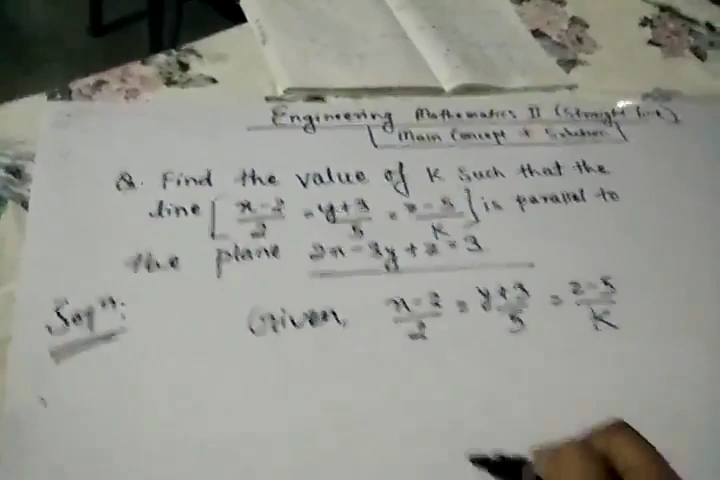 Engineering Mathematics II (Straight line)
Main Concept & Solution
Q. Find the value of K such that the
line [ x-2/2 = y+3/5 = z-5/K ] is parallel to
the plane 2x-3y+z=3
Solⁿ:
Given, x-2/2 = y+3/5 = z-5/K